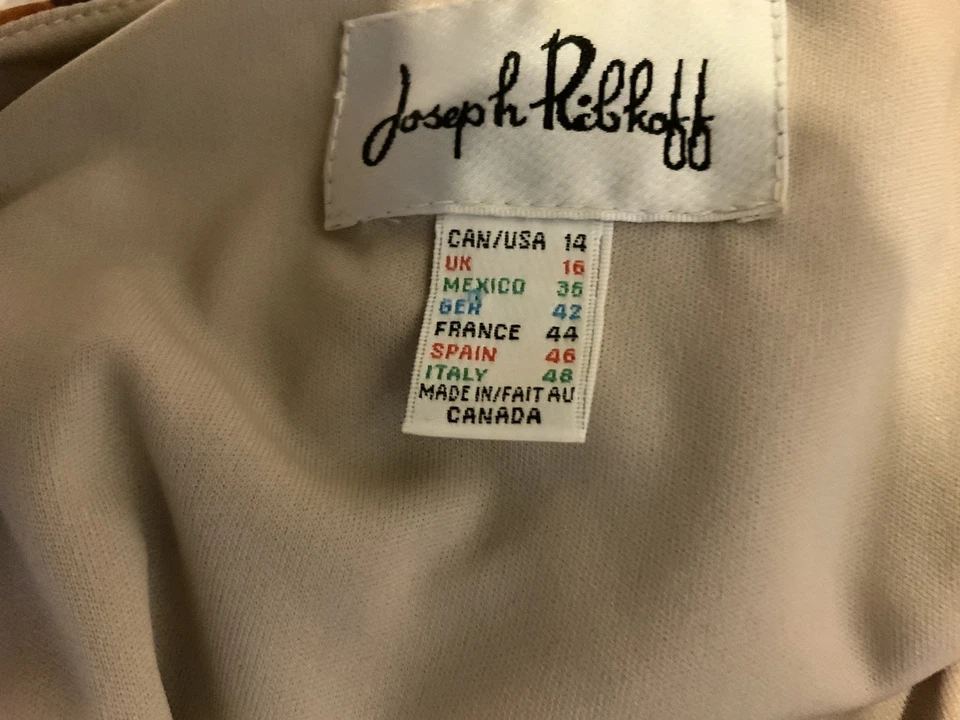 Joseph Ribkoff
CAN/USA 14
UK 16
MEXICO 36
GER 42
FRANCE 44
SPAIN 46
ITALY 48
MADE IN/FAIT AU
CANADA